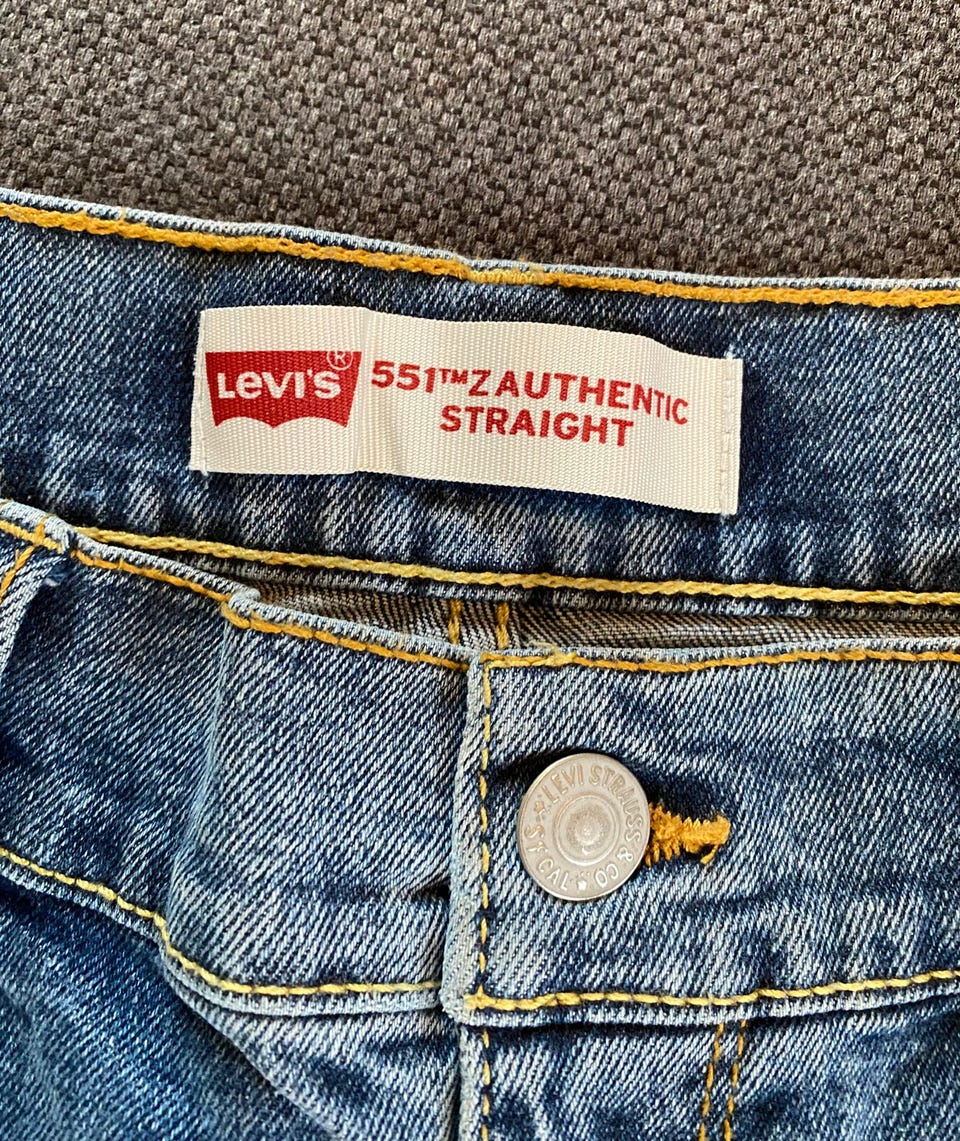 LEVI'S® 551™Z AUTHENTIC
STRAIGHT
LEVI STRAUSS & CO
S.F. CAL